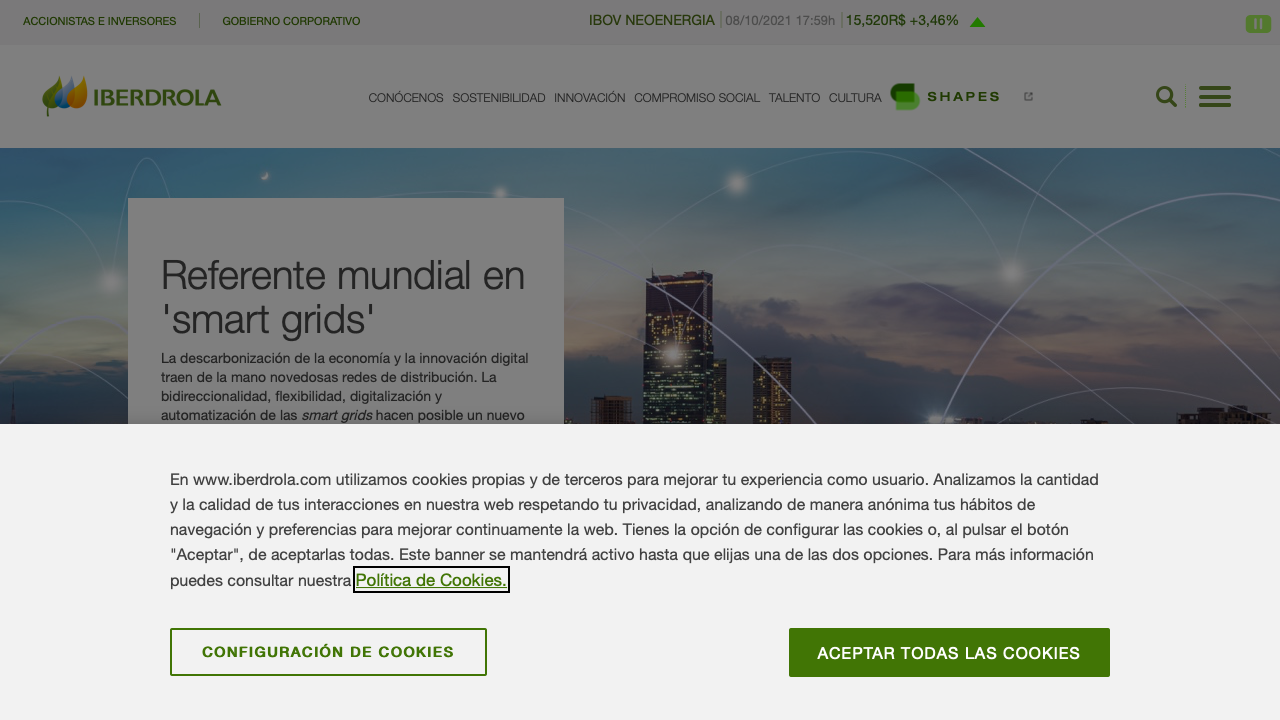 ACCIONISTAS E INVERSORES
GOBIERNO CORPORATIVO
IBOV NEOENERGIA
08/10/2021 17:59h
15,520R$ +3,46%
IBERDROLA
CONÓCENOS
SOSTENIBILIDAD
INNOVACIÓN
COMPROMISO SOCIAL
TALENTO
CULTURA
SHAPES
Referente mundial en
'smart grids'
La descarbonización de la economía y la innovación digital
traen de la mano novedosas redes de distribución. La
bidireccionalidad, flexibilidad, digitalización y
automatización de las smart grids hacen posible un nuevo
En www.iberdrola.com utilizamos cookies propias y de terceros para mejorar tu experiencia como usuario. Analizamos la cantidad
y la calidad de tus interacciones en nuestra web respetando tu privacidad, analizando de manera anónima tus hábitos de
navegación y preferencias para mejorar continuamente la web. Tienes la opción de configurar las cookies o, al pulsar el botón
"Aceptar", de aceptarlas todas. Este banner se mantendrá activo hasta que elijas una de las dos opciones. Para más información
puedes consultar nuestra Política de Cookies.
CONFIGURACIÓN DE COOKIES
ACEPTAR TODAS LAS COOKIES